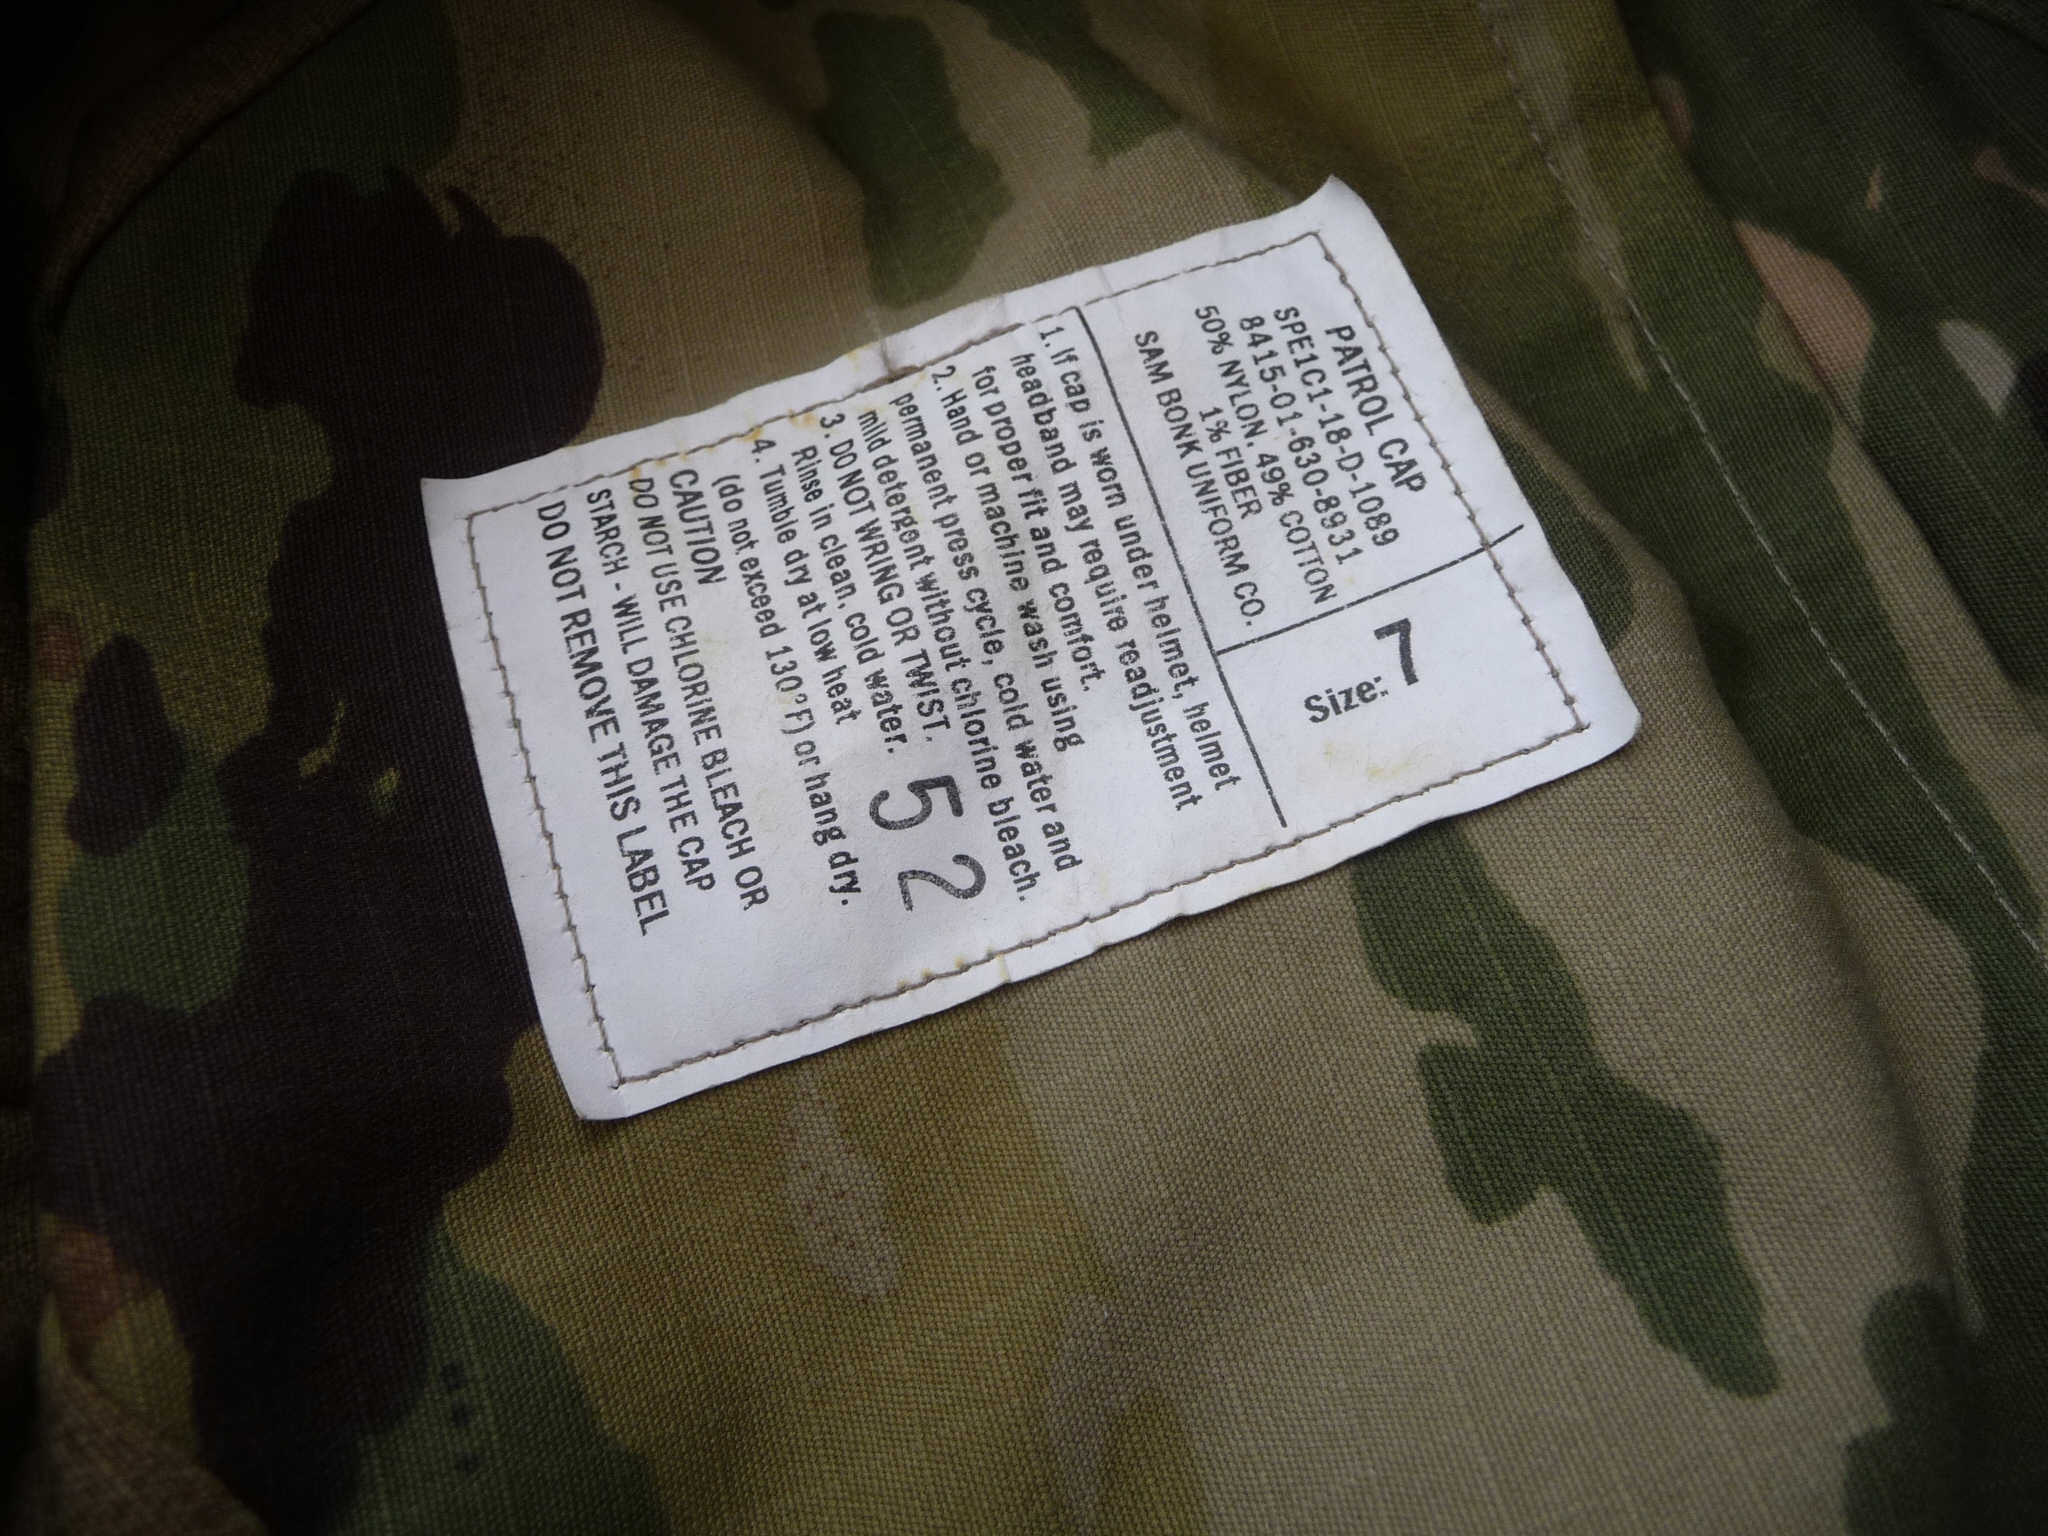 PATROL CAP
SPE1C1-18-D-1089
8415-01-630-8931
50% NYLON. 49% COTTON
1% FIBER
SAM BONK UNIFORM CO.
7
Size:
1. If cap is worn under helmet, helmet
headband may require readjustment
for proper fit and comfort.
2. Hand or machine wash using
permanent press cycle, cold water and
mild detergent without chlorine bleach.
3. DO NOT WRING OR TWIST.
Rinse in clean, cold water.
4. Tumble dry at low heat
(do not exceed 130°F) or hang dry.
52
CAUTION
DO NOT USE CHLORINE BLEACH OR
STARCH - WILL DAMAGE THE CAP
DO NOT REMOVE THIS LABEL